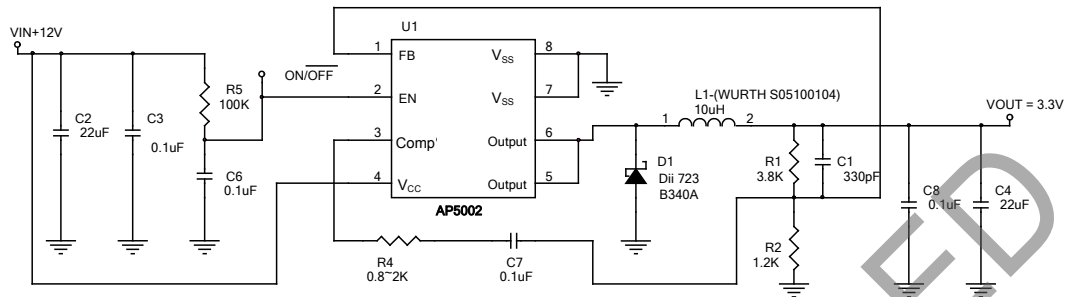 VIN+12V
U1
1
FB
VSS
8
ON/OFF
2
EN
VSS
7
L1-(WURTH S05100104)
10uH
VOUT = 3.3V
R5
100K
C2
22uF
C3
0.1uF
3
Comp'
Output
6
1
2
D1
Dii 723
B340A
R1
3.8K
C1
330pF
C6
0.1uF
4
VCC
Output
5
AP5002
C8
0.1uF
C4
22uF
R4
0.8~2K
C7
0.1uF
R2
1.2K
ED